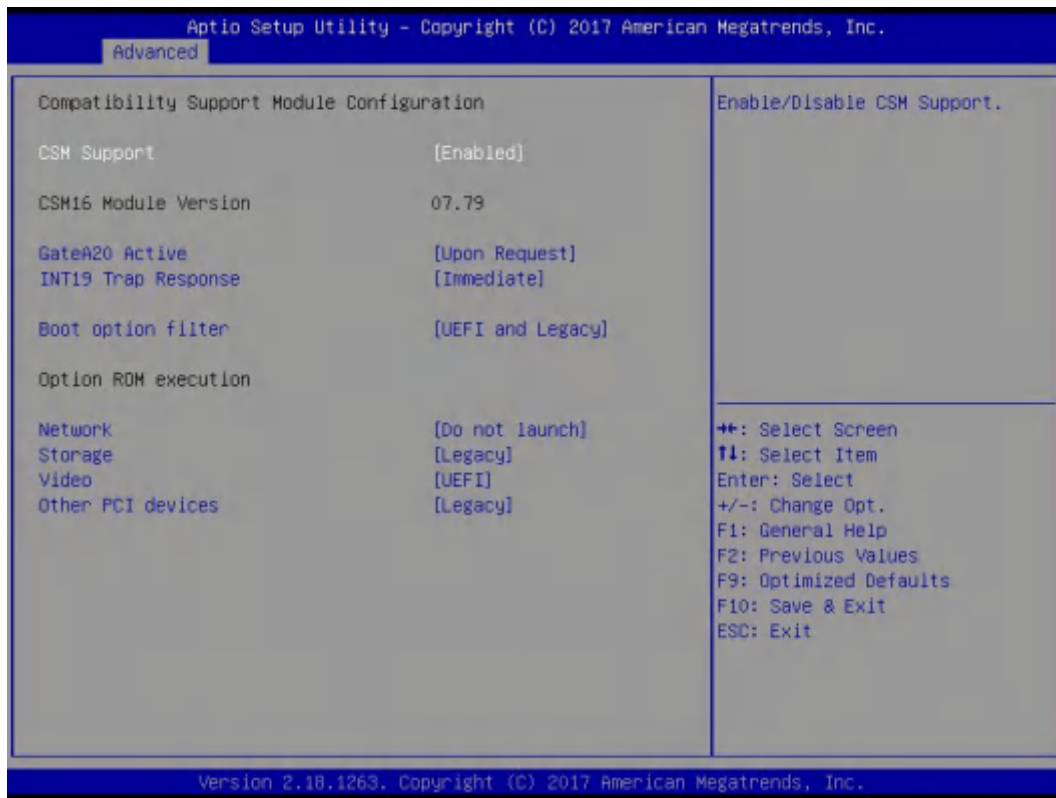 Aptio Setup Utility – Copyright (C) 2017 American Megatrends, Inc.
Advanced
Compatibility Support Module Configuration
CSM Support [Enabled]
CSM16 Module Version 07.79
GateA20 Active [Upon Request]
INT19 Trap Response [Immediate]
Boot option filter [UEFI and Legacy]
Option ROM execution
Network [Do not launch]
Storage [Legacy]
Video [UEFI]
Other PCI devices [Legacy]
Enable/Disable CSM Support.
→←: Select Screen
↑↓: Select Item
Enter: Select
+/-: Change Opt.
F1: General Help
F2: Previous Values
F9: Optimized Defaults
F10: Save & Exit
ESC: Exit
Version 2.18.1263. Copyright (C) 2017 American Megatrends, Inc.